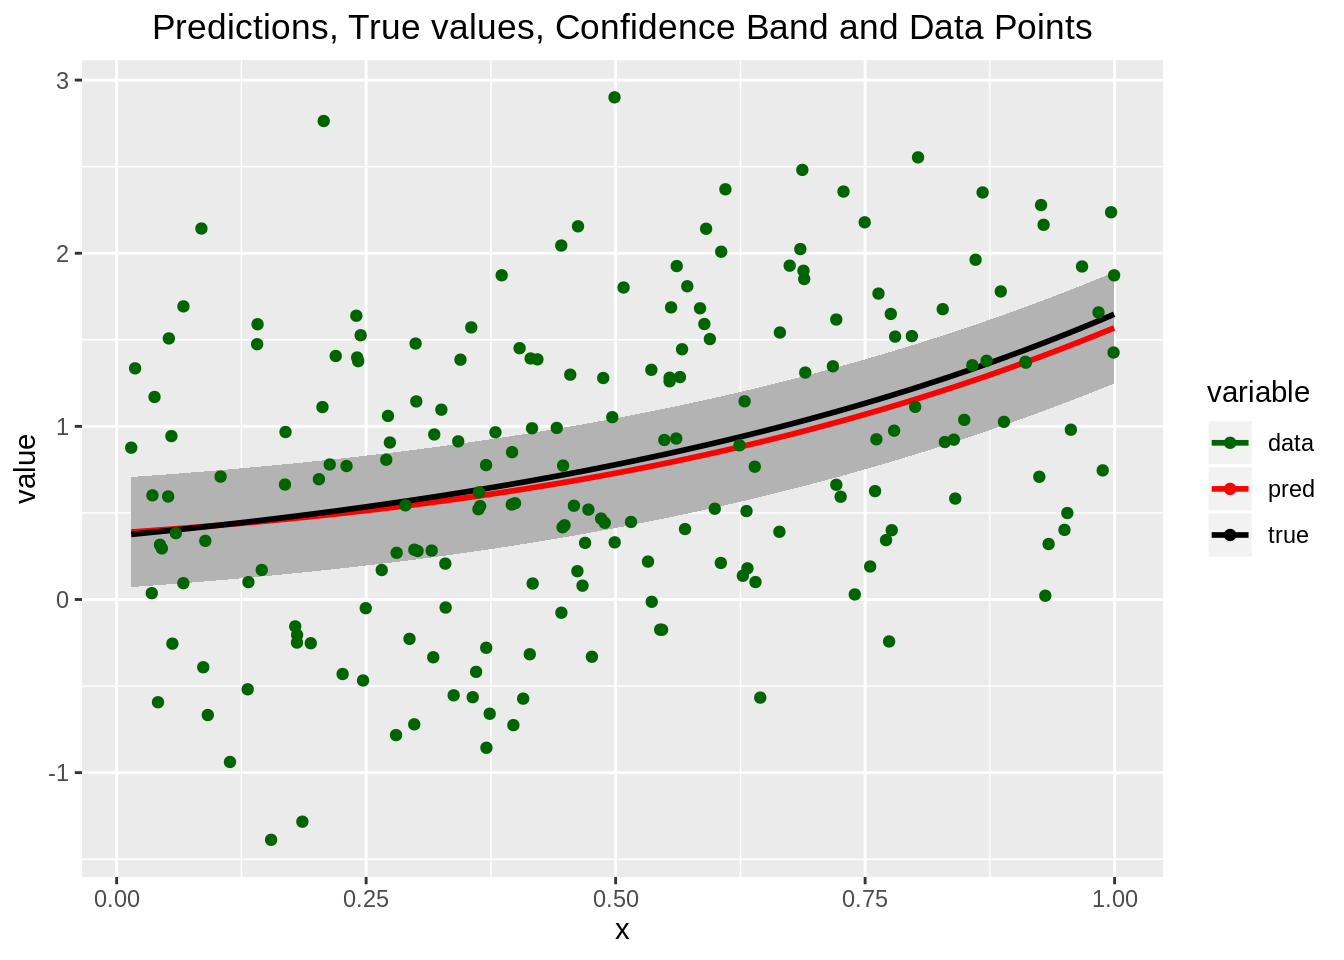 Predictions, True values, Confidence Band and Data Points
3
2
1
0
-1
value
0.00 0.25 0.50 0.75 1.00
x
variable
data
pred
true